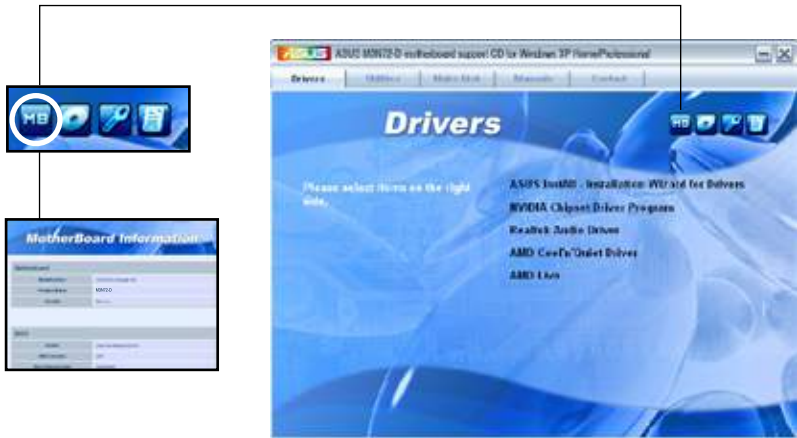 ASUS M3N72-D motherboard support CD for Windows XP Home/Professional
Drivers Utilities Make Disk Manuals Contact
Drivers
Please select items on the right
side.
ASUS InstAll - Installation Wizard for Drivers
NVIDIA Chipset Driver Program
Realtek Audio Driver
AMD Cool'n'Quiet Driver
AMD Live
MB
MB
MotherBoard Information
M3N72-D